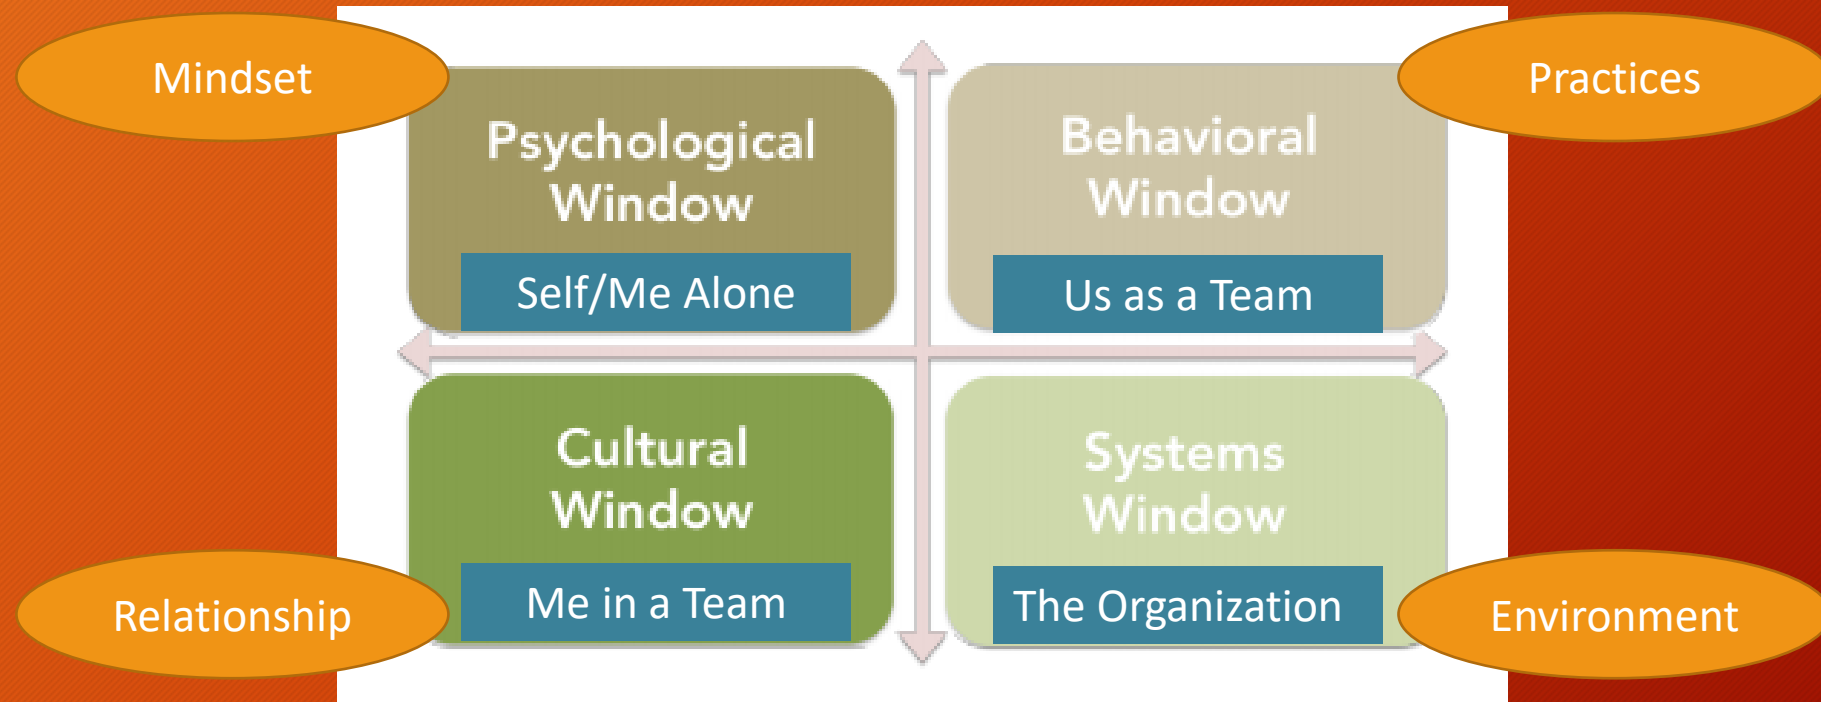 Mindset
Practices
Psychological
Window
Self/Me Alone
Behavioral
Window
Us as a Team
Cultural
Window
Me in a Team
Systems
Window
The Organization
Relationship
Environment